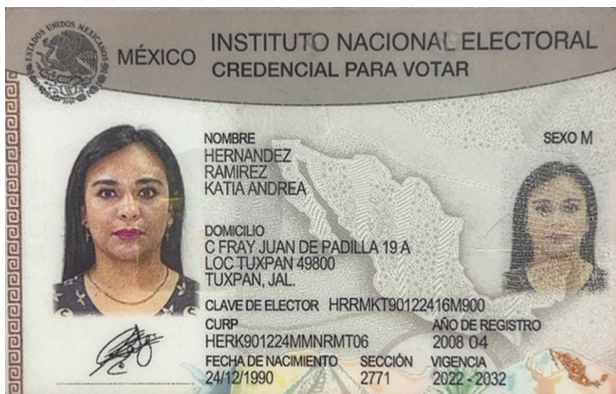 ESTADOS UNIDOS MEXICANOS
MÉXICO
INSTITUTO NACIONAL ELECTORAL
CREDENCIAL PARA VOTAR
NOMBRE
HERNANDEZ
RAMIREZ
KATIA ANDREA
SEXO M
DOMICILIO
C FRAY JUAN DE PADILLA 19 A
LOC TUXPAN 49800
TUXPAN, JAL.
CLAVE DE ELECTOR HRRMKT90122416M900
CURP
HERK901224MMNRMT06
AÑO DE REGISTRO
2008 04
FECHA DE NACIMIENTO
24/12/1990
SECCIÓN
2771
VIGENCIA
2022 - 2032